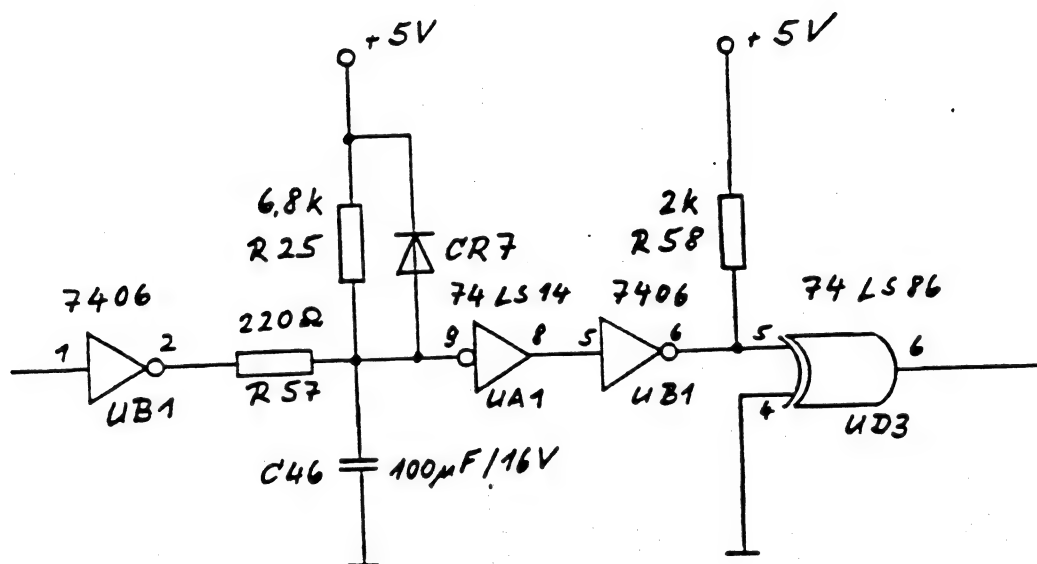 +5V
+5V
6,8k
R25
CR7
2k
R58
7406
1
2
UB1
220Ω
R57
74LS14
9
8
UA1
7406
5
6
UB1
74LS86
5
4
6
UD3
C46
100µF/16V